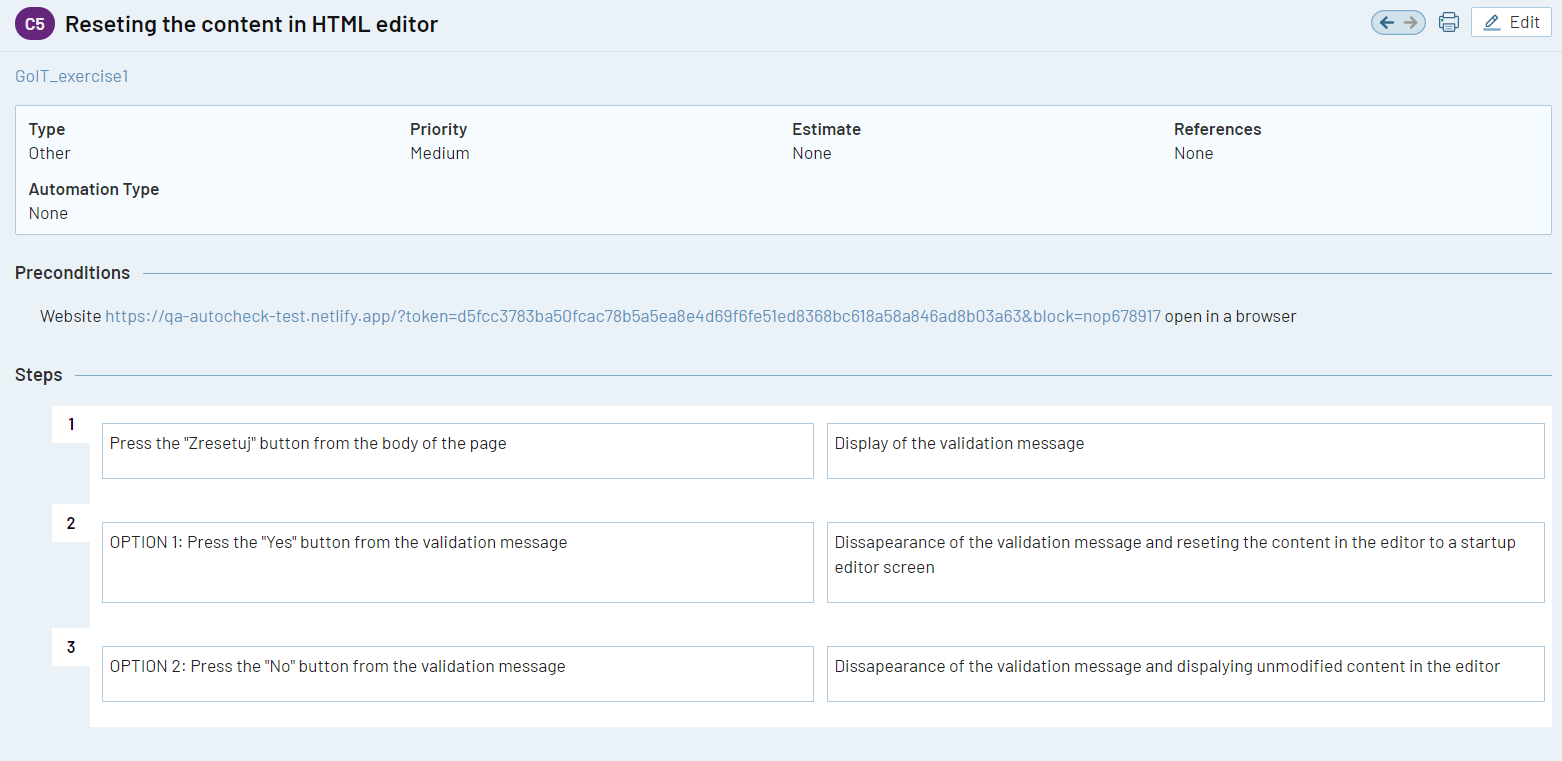 C5 Reseting the content in HTML editor
Edit
GoIT_exercise1
Type Priority Estimate References
Other Medium None None
Automation Type
None
Preconditions
Website https://qa-autocheck-test.netlify.app/?token=d5fcc3783ba50fcac78b5a5ea8e4d69f6fe51ed8368bc618a58a846ad8b03a63&block=nop678917 open in a browser
Steps
1
Press the "Zresetuj" button from the body of the page
Display of the validation message
2
OPTION 1: Press the "Yes" button from the validation message
Dissapearance of the validation message and reseting the content in the editor to a startup
editor screen
3
OPTION 2: Press the "No" button from the validation message
Dissapearance of the validation message and dispalying unmodified content in the editor